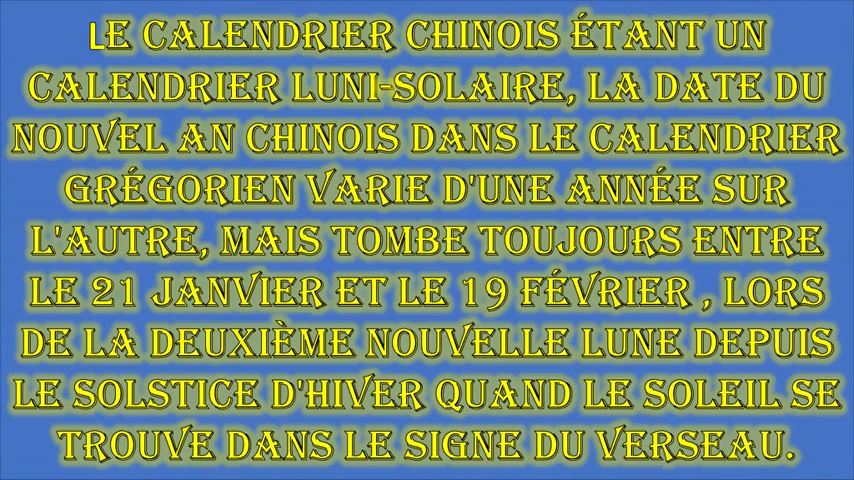 LE CALENDRIER CHINOIS ÉTANT UN
CALENDRIER LUNI-SOLAIRE, LA DATE DU
NOUVEL AN CHINOIS DANS LE CALENDRIER
GRÉGORIEN VARIE D'UNE ANNÉE SUR
L'AUTRE, MAIS TOMBE TOUJOURS ENTRE
LE 21 JANVIER ET LE 19 FÉVRIER , LORS
DE LA DEUXIÈME NOUVELLE LUNE DEPUIS
LE SOLSTICE D'HIVER QUAND LE SOLEIL SE
TROUVE DANS LE SIGNE DU VERSEAU.